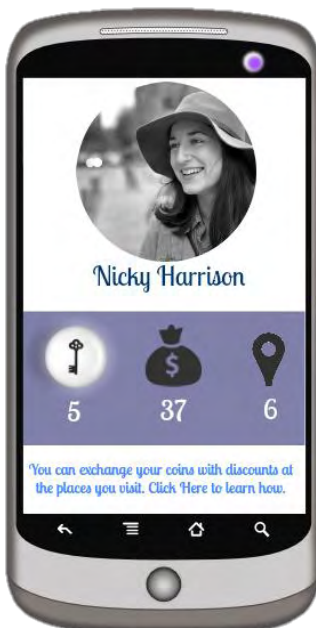 Nicky Harrison
$
5 37 6
You can exchange your coins with discounts at
the places you visit. Click Here to learn how.